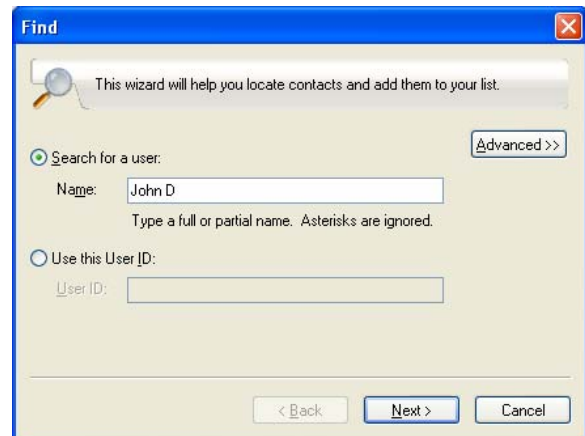 Find
This wizard will help you locate contacts and add them to your list.
Advanced >>
Search for a user:
Name: John D
Type a full or partial name. Asterisks are ignored.
Use this User ID:
User ID:
< Back Next > Cancel